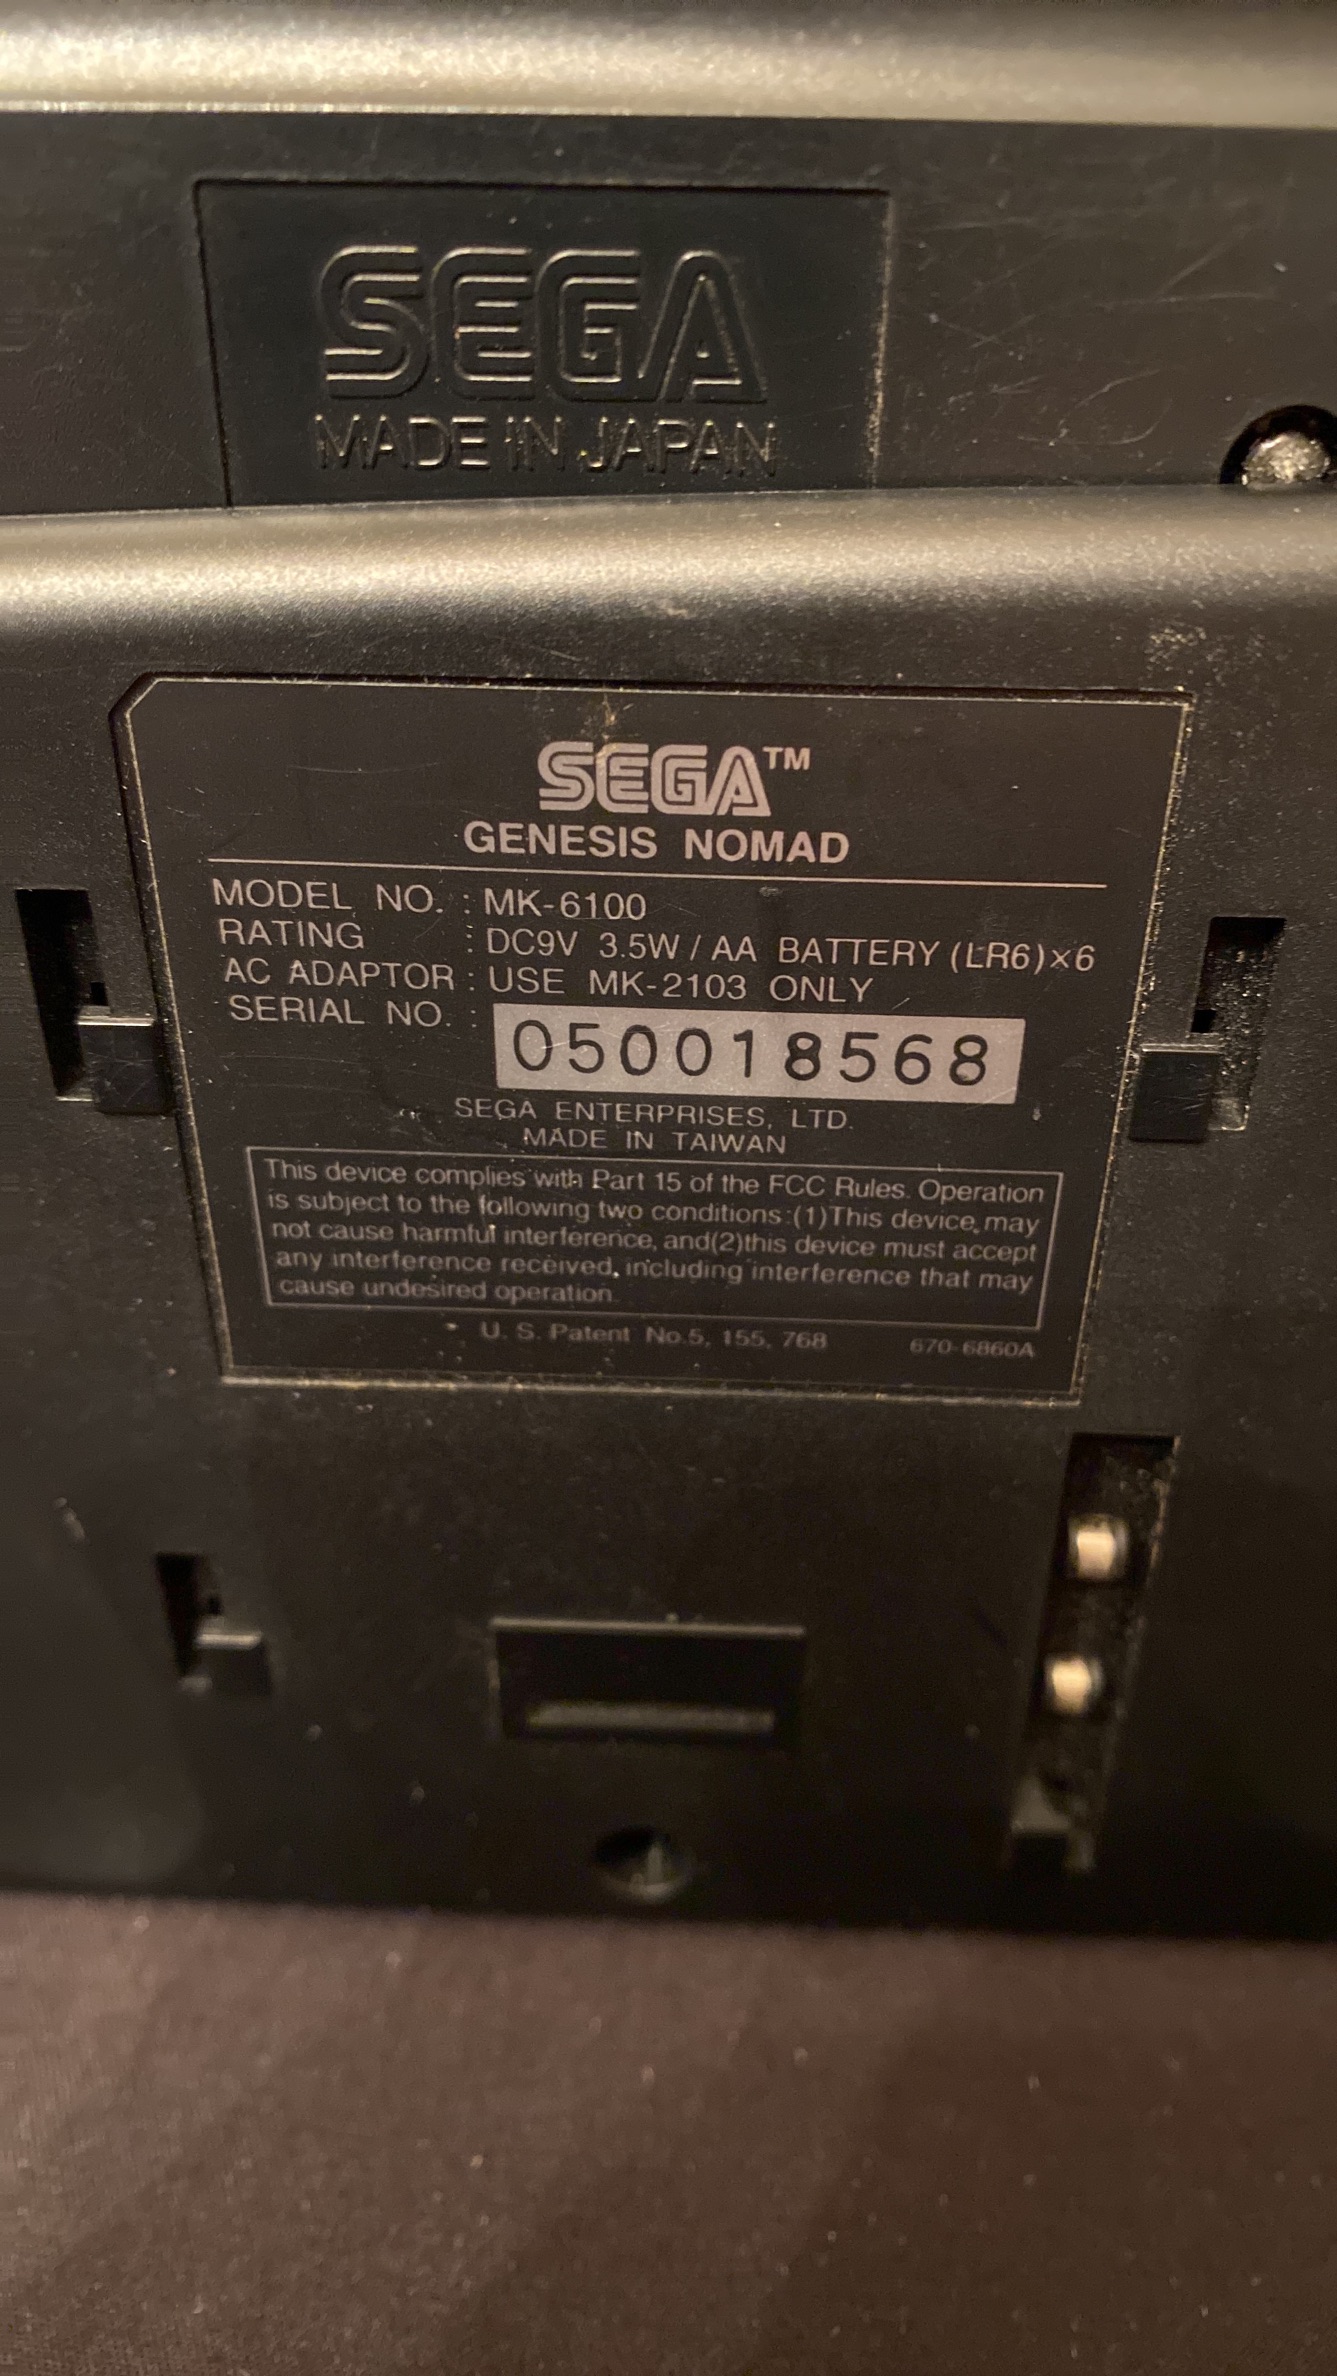 SEGA
MADE IN JAPAN
SEGA™
GENESIS NOMAD
MODEL NO. : MK-6100
RATING : DC9V 3.5W / AA BATTERY (LR6)×6
AC ADAPTOR : USE MK-2103 ONLY
SERIAL NO. : 050018568
SEGA ENTERPRISES, LTD.
MADE IN TAIWAN
This device complies with Part 15 of the FCC Rules. Operation
is subject to the following two conditions:(1)This device may
not cause harmful interference, and(2)this device must accept
any interference received, including interference that may
cause undesired operation.
U. S. Patent No.5, 155, 768 670-6860A